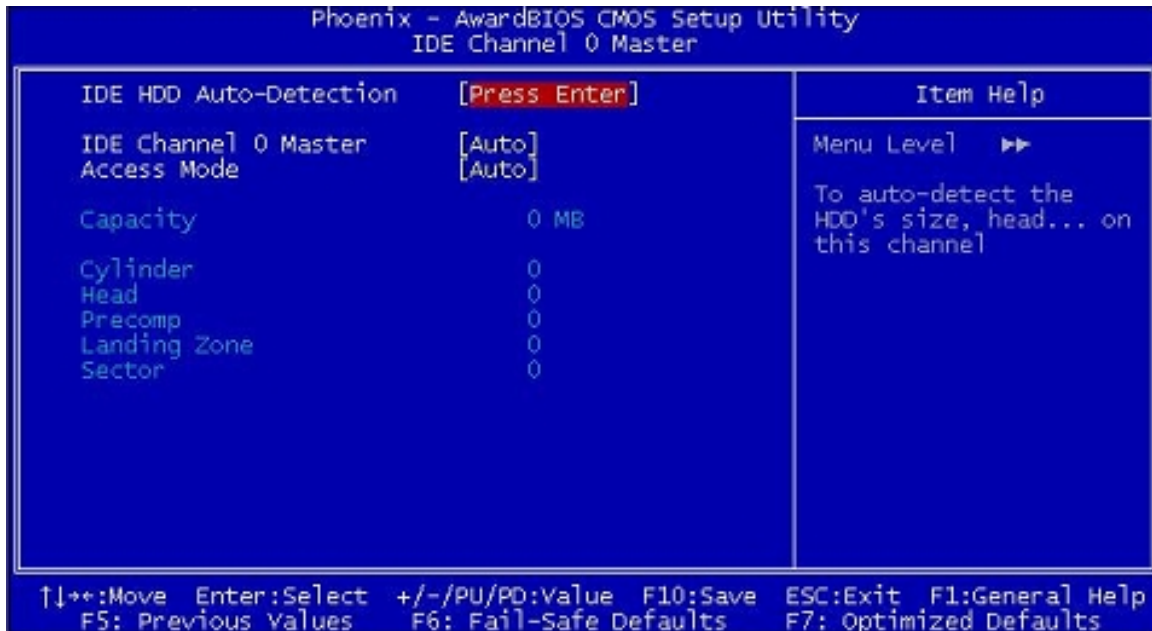 Phoenix - AwardBIOS CMOS Setup Utility
IDE Channel 0 Master
IDE HDD Auto-Detection [Press Enter]
IDE Channel 0 Master [Auto]
Access Mode [Auto]
Capacity 0 MB
Cylinder 0
Head 0
Precomp 0
Landing Zone 0
Sector 0
Item Help
Menu Level ►►
To auto-detect the
HDD's size, head... on
this channel
↑↓→←:Move Enter:Select +/-/PU/PD:Value F10:Save ESC:Exit F1:General Help
F5: Previous Values F6: Fail-Safe Defaults F7: Optimized Defaults